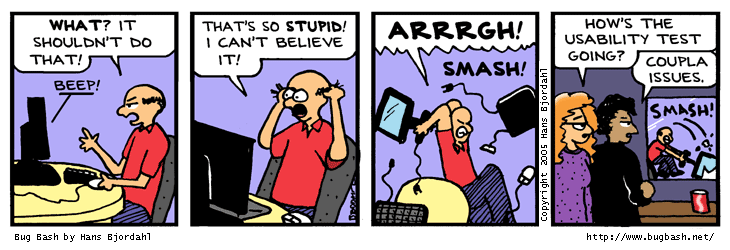 WHAT? IT
SHOULDN'T DO
THAT!
BEEP!
THAT'S SO STUPID!
I CAN'T BELIEVE
IT!
ARRRGH!
SMASH!
Copyright 2005 Hans Bjordahl
HOW'S THE
USABILITY TEST
GOING?
COUPLA
ISSUES.
SMASH!
Bug Bash by Hans Bjordahl
http://www.bugbash.net/